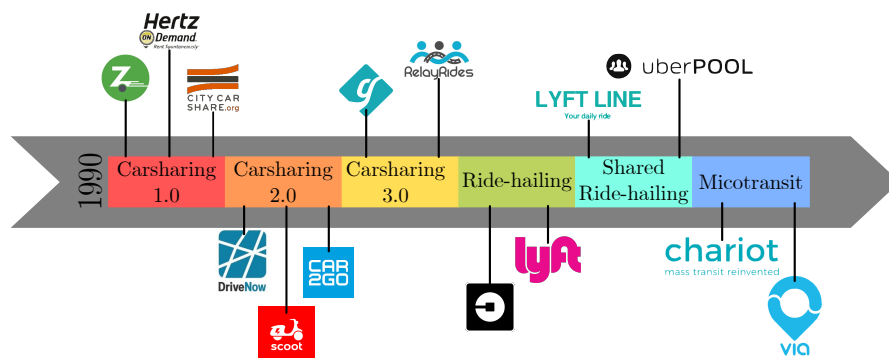 Hertz
ON Demand.
Rent Spontaneously
Z
CITY CAR
SHARE.org
g
RelayRides
LYFT LINE
Your daily ride
uberPOOL
1990
Carsharing
1.0
Carsharing
2.0
Carsharing
3.0
Ride-hailing
Shared
Ride-hailing
Micotransit
DriveNow
scoot
CAR
2GO
lyft
chariot
mass transit reinvented
via